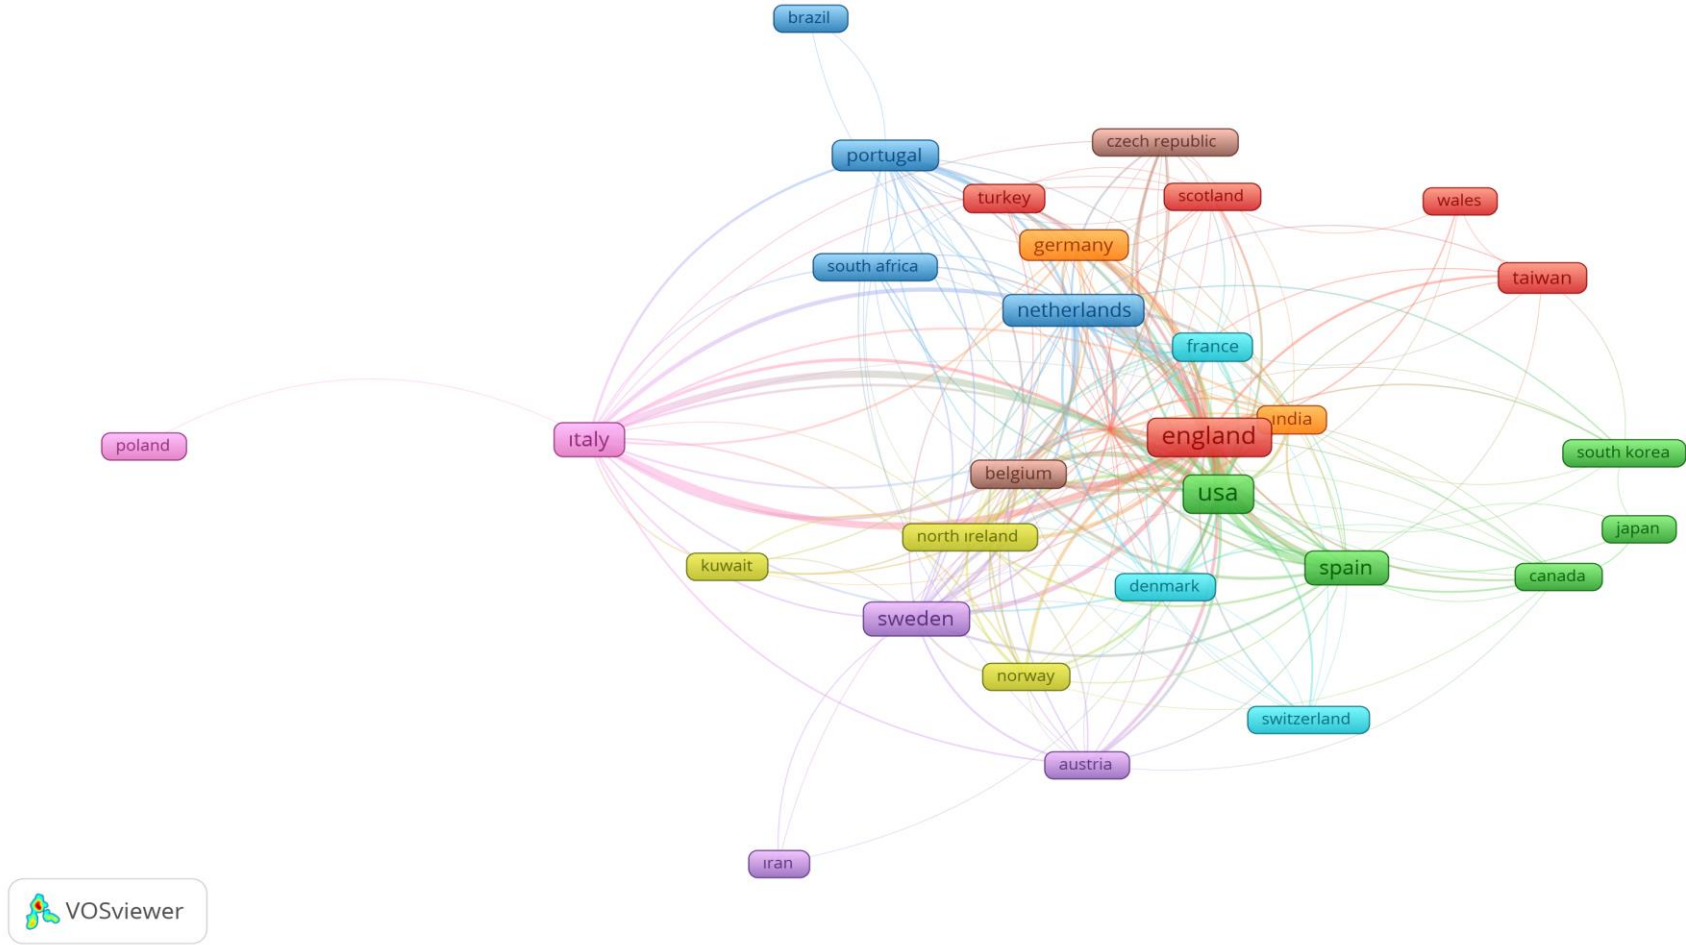 brazil
czech republic
portugal
turkey
scotland
wales
germany
south africa
taiwan
netherlands
france
ındia
england
ıtaly
poland
south korea
belgium
usa
north ıreland
japan
kuwait
spain
canada
denmark
sweden
norway
switzerland
austria
ıran
VOSviewer